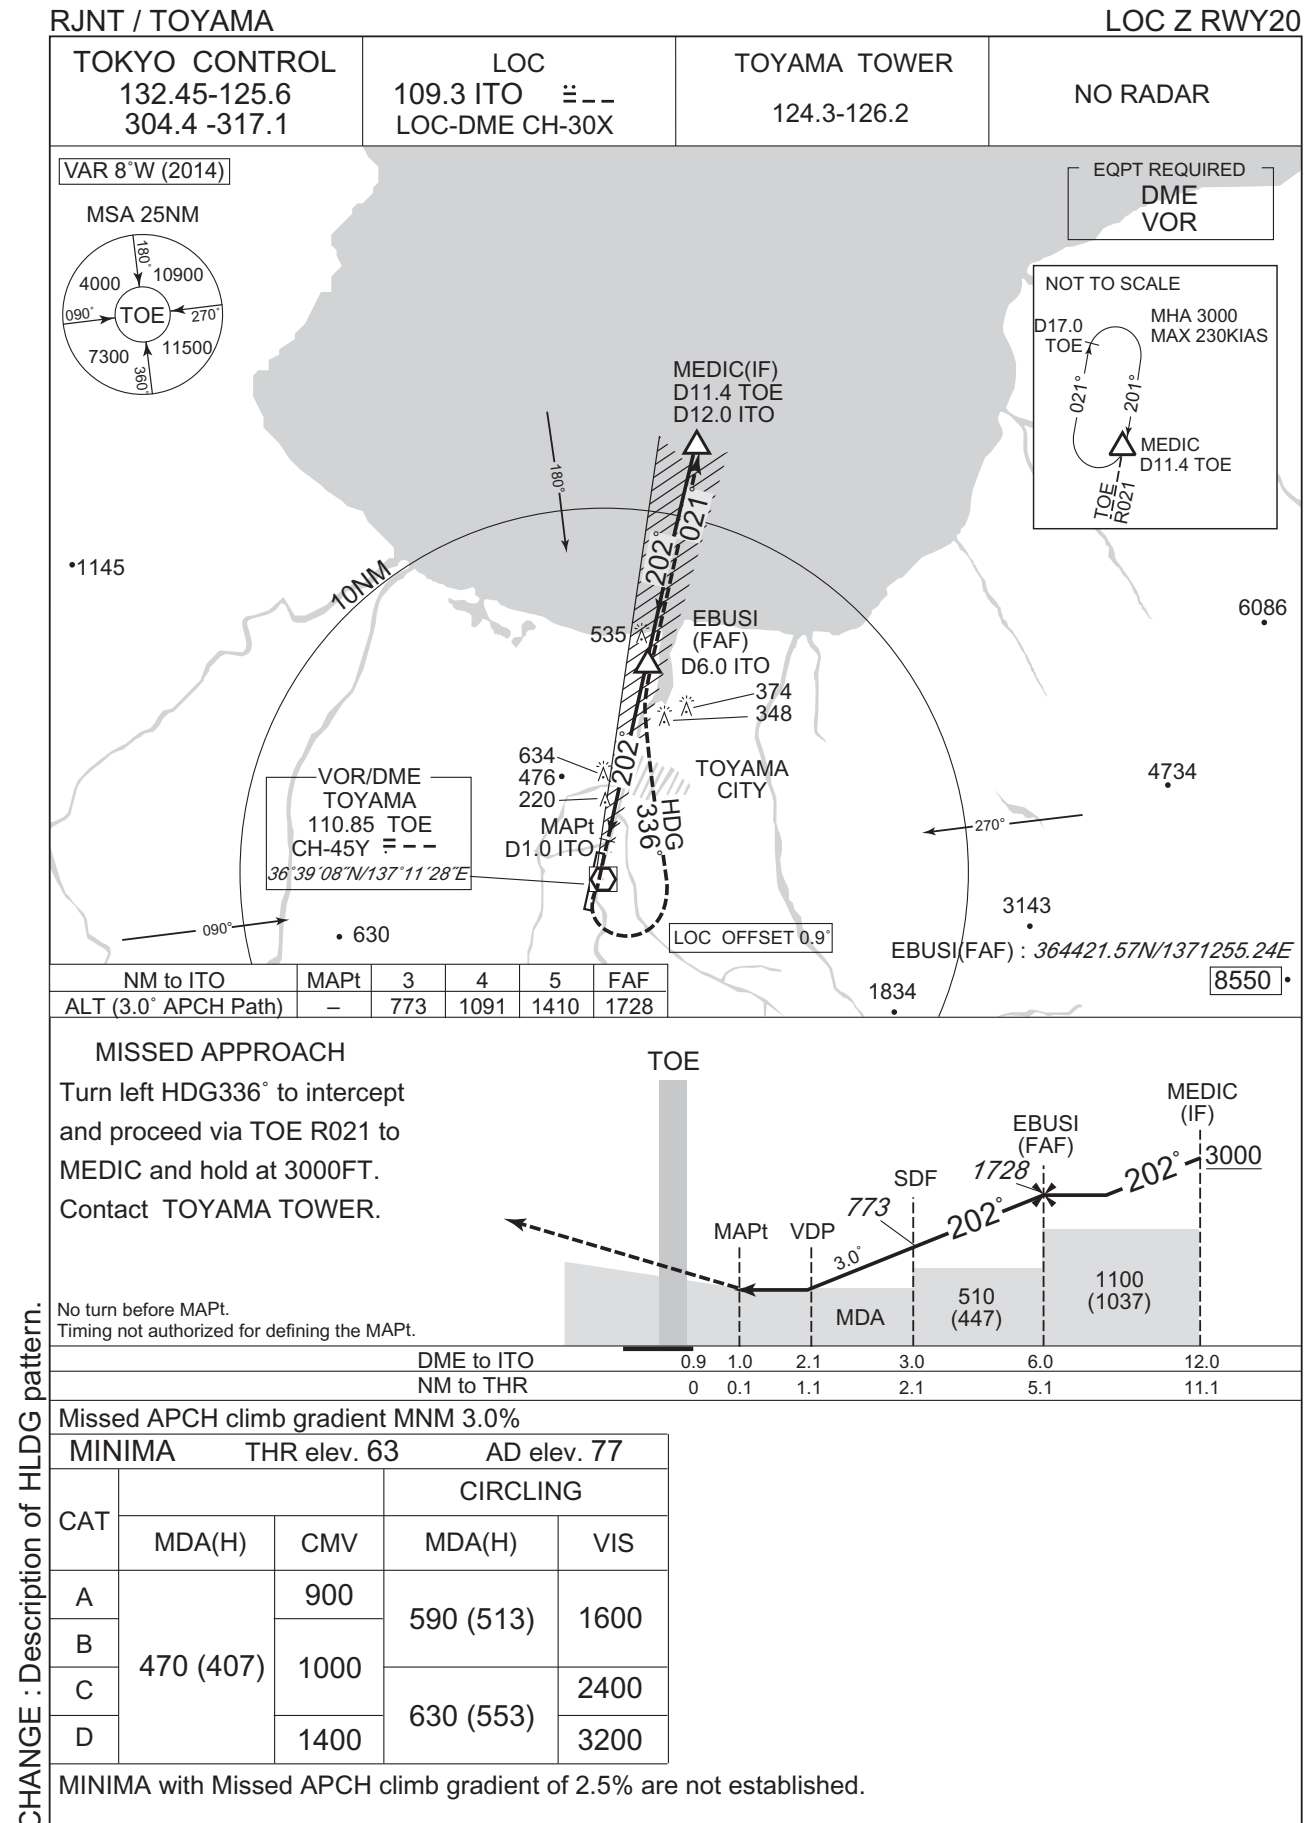 RJNT / TOYAMA
LOC Z RWY20
TOKYO CONTROL
132.45-125.6
304.4 -317.1
LOC
109.3 ITO
LOC-DME CH-30X
TOYAMA TOWER
124.3-126.2
NO RADAR
VAR 8°W (2014)
MSA 25NM
180°
4000
10900
090°
TOE
270°
7300
11500
360°
EQPT REQUIRED
DME
VOR
NOT TO SCALE
D17.0
TOE
MHA 3000
MAX 230KIAS
021°
201°
MEDIC
D11.4 TOE
TOE
R021
MEDIC(IF)
D11.4 TOE
D12.0 ITO
180°
021°
202°
10NM
1145
6086
535
EBUSI
(FAF)
D6.0 ITO
374
348
202°
634
476
220
TOYAMA
CITY
4734
VOR/DME
TOYAMA
110.85 TOE
CH-45Y
36°39′08″N/137°11′28″E
MAPt
D1.0 ITO
HDG
336°
270°
090°
630
3143
LOC OFFSET 0.9°
EBUSI(FAF) : 364421.57N/1371255.24E
8550
1834
NM to ITO MAPt 3 4 5 FAF
ALT (3.0° APCH Path) – 773 1091 1410 1728
MISSED APPROACH
Turn left HDG336° to intercept
and proceed via TOE R021 to
MEDIC and hold at 3000FT.
Contact TOYAMA TOWER.
No turn before MAPt.
Timing not authorized for defining the MAPt.
TOE
MEDIC
(IF)
EBUSI
(FAF)
3000
202°
1728
SDF
773
202°
MAPt
VDP
3.0°
MDA
510
(447)
1100
(1037)
DME to ITO 0.9 1.0 2.1 3.0 6.0 12.0
NM to THR 0 0.1 1.1 2.1 5.1 11.1
Missed APCH climb gradient MNM 3.0%
MINIMA THR elev. 63 AD elev. 77
CAT
CIRCLING
MDA(H) CMV MDA(H) VIS
A
B
C
D
470 (407)
900
1000
1400
590 (513)
630 (553)
1600
2400
3200
MINIMA with Missed APCH climb gradient of 2.5% are not established.
CHANGE : Description of HLDG pattern.